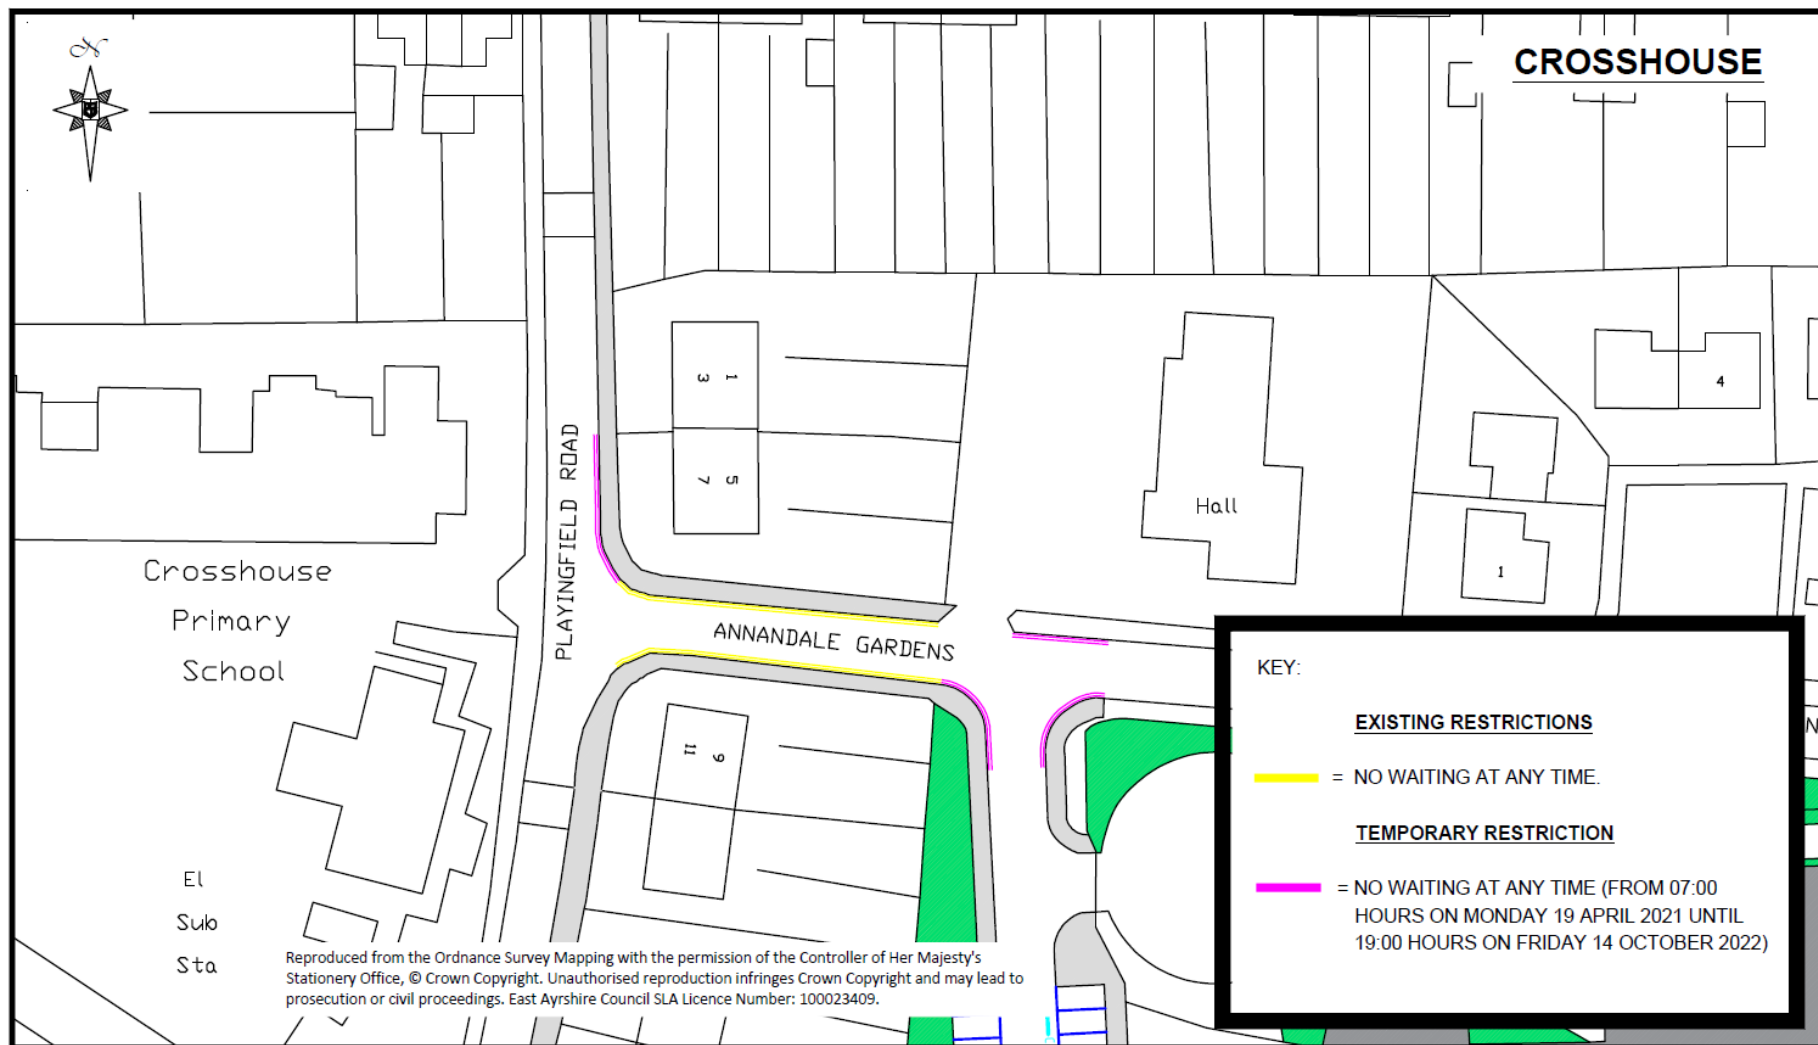 N
CROSSHOUSE
4
1
3
5
7
Hall
1
PLAYINGFIELD ROAD
Crosshouse
Primary
School
ANNANDALE GARDENS
9
11
El
Sub
Sta
N
KEY:
EXISTING RESTRICTIONS
= NO WAITING AT ANY TIME.
TEMPORARY RESTRICTION
= NO WAITING AT ANY TIME (FROM 07:00
HOURS ON MONDAY 19 APRIL 2021 UNTIL
19:00 HOURS ON FRIDAY 14 OCTOBER 2022)
Reproduced from the Ordnance Survey Mapping with the permission of the Controller of Her Majesty's
Stationery Office, © Crown Copyright. Unauthorised reproduction infringes Crown Copyright and may lead to
prosecution or civil proceedings. East Ayrshire Council SLA Licence Number: 100023409.